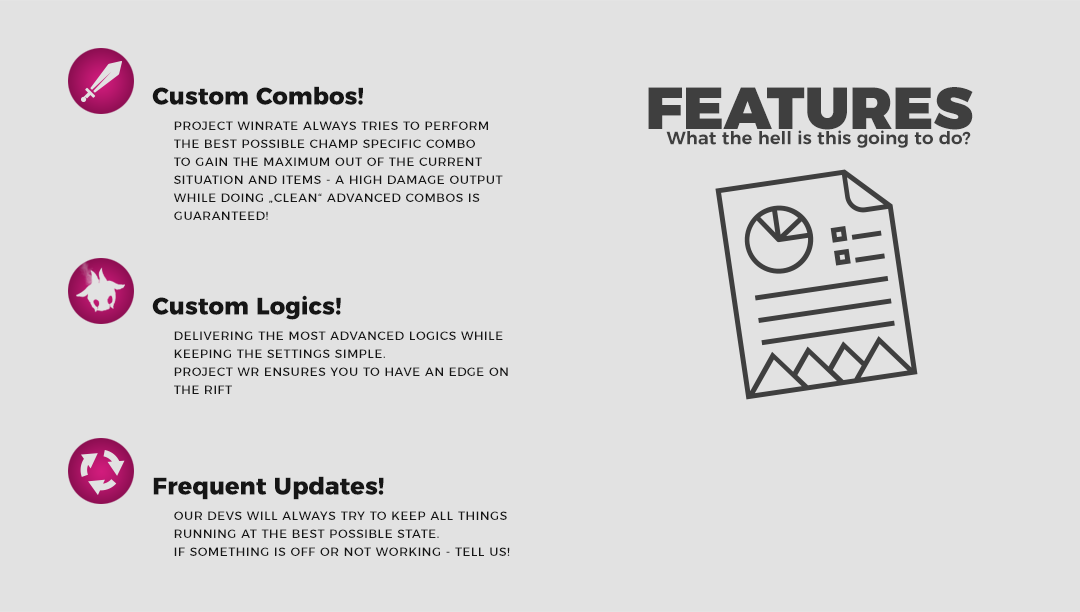 Custom Combos!
PROJECT WINRATE ALWAYS TRIES TO PERFORM
THE BEST POSSIBLE CHAMP SPECIFIC COMBO
TO GAIN THE MAXIMUM OUT OF THE CURRENT
SITUATION AND ITEMS - A HIGH DAMAGE OUTPUT
WHILE DOING „CLEAN“ ADVANCED COMBOS IS
GUARANTEED!
Custom Logics!
DELIVERING THE MOST ADVANCED LOGICS WHILE
KEEPING THE SETTINGS SIMPLE.
PROJECT WR ENSURES YOU TO HAVE AN EDGE ON
THE RIFT
Frequent Updates!
OUR DEVS WILL ALWAYS TRY TO KEEP ALL THINGS
RUNNING AT THE BEST POSSIBLE STATE.
IF SOMETHING IS OFF OR NOT WORKING - TELL US!
FEATURES
What the hell is this going to do?